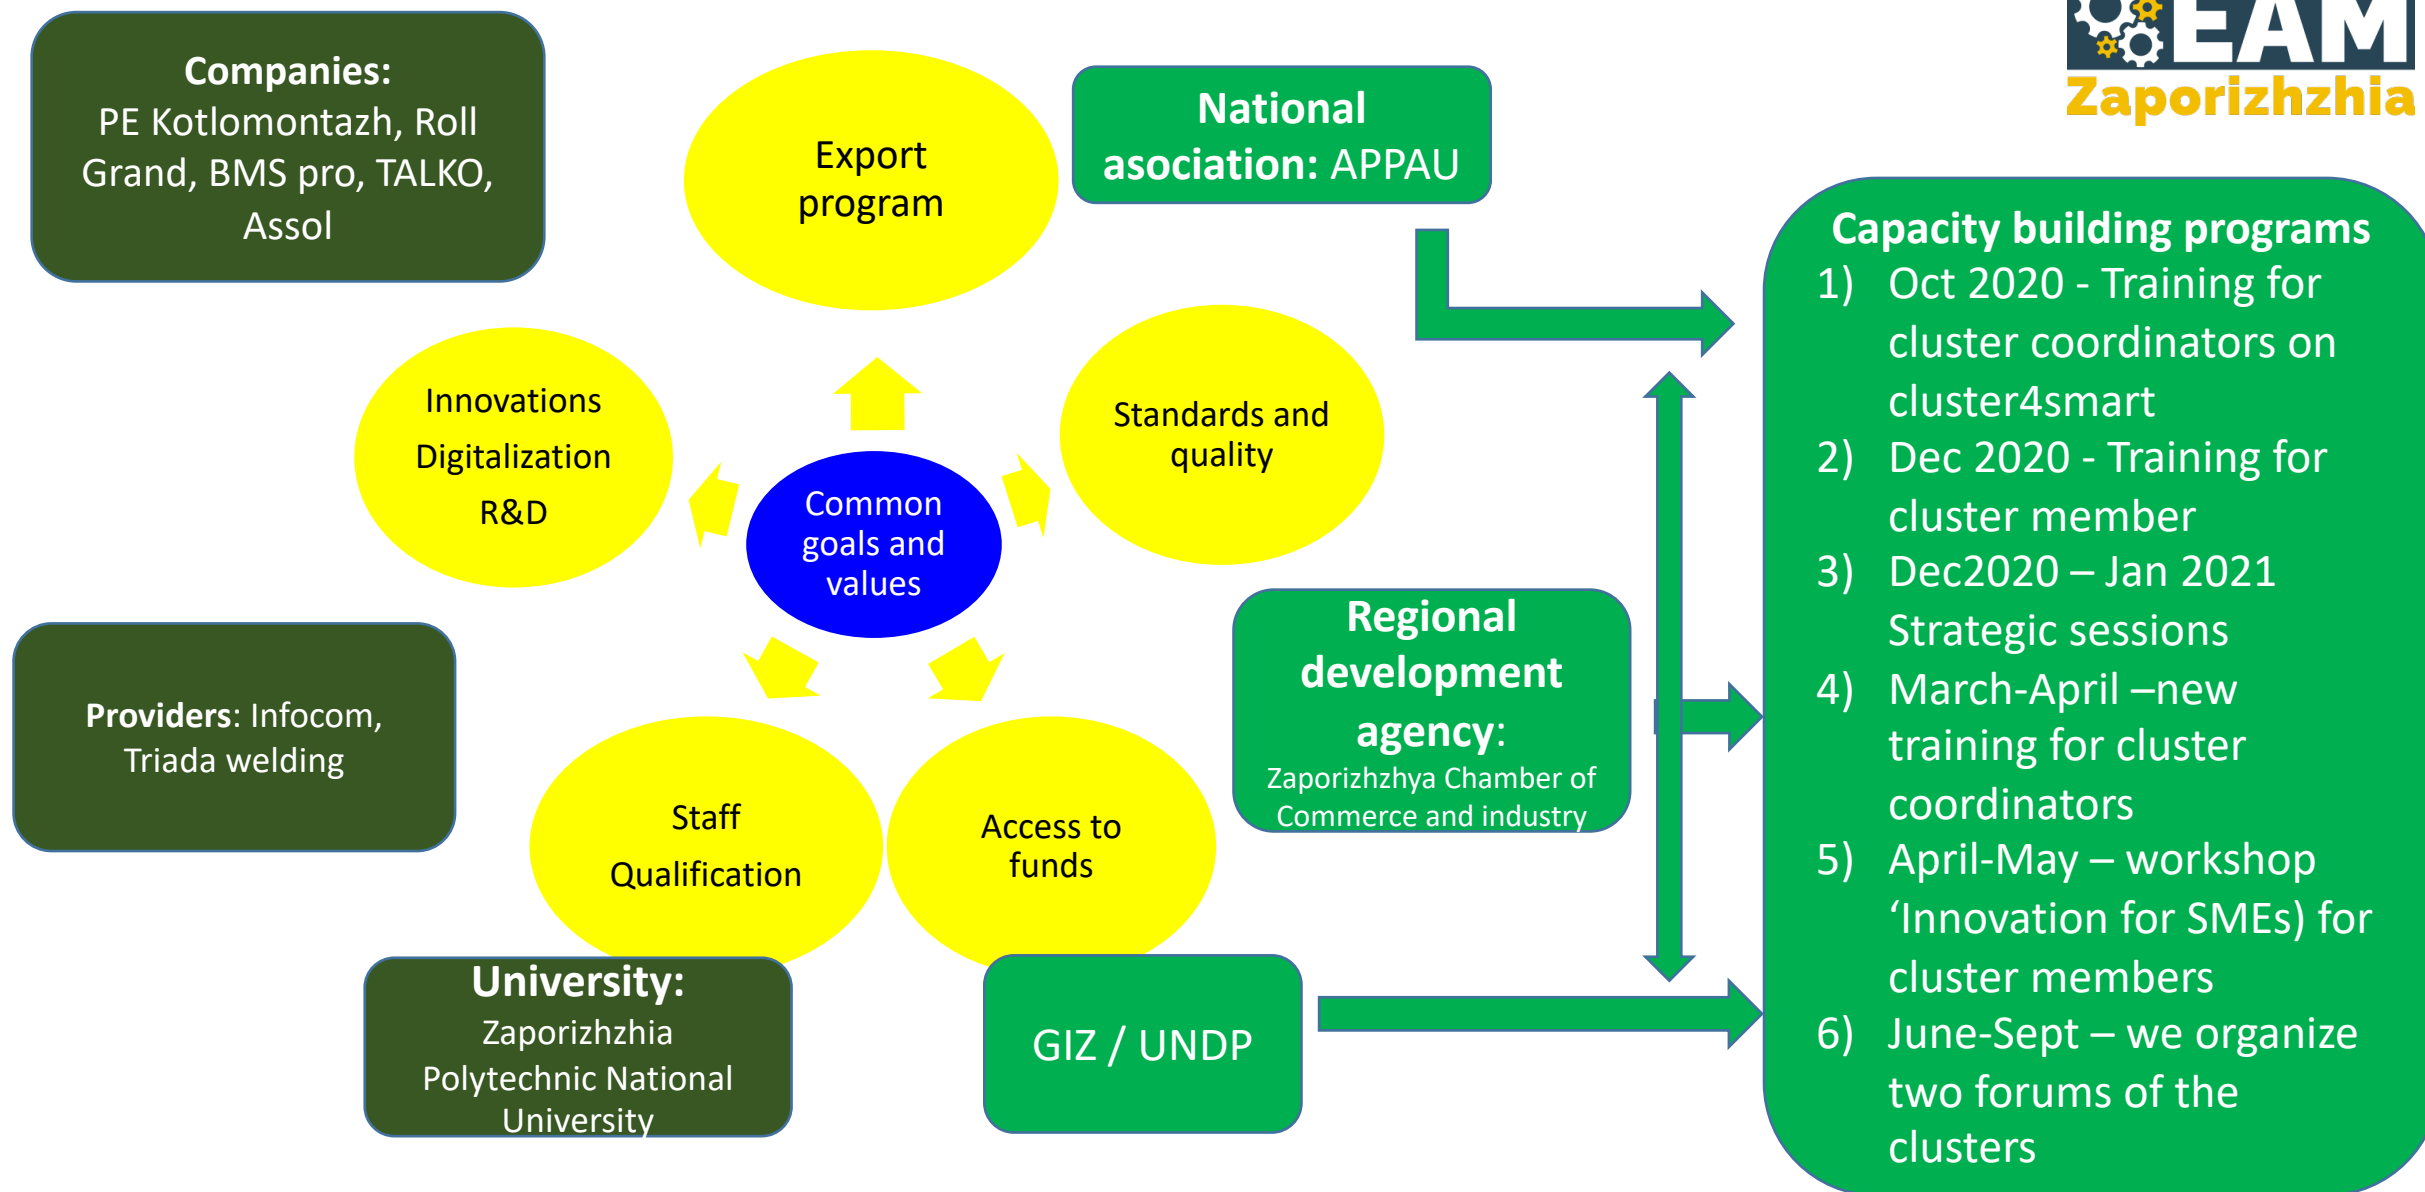 Companies:
PE Kotlomontazh, Roll
Grand, BMS pro, TALKO,
Assol
Export
program
National
asociation: APPAU
EAM
Zaporizhzhia
Innovations
Digitalization
R&D
Standards and
quality
Common
goals and
values
Providers: Infocom,
Triada welding
Staff
Qualification
Access to
funds
Regional
development
agency:
Zaporizhzhya Chamber of
Commerce and industry
University:
Zaporizhzhia
Polytechnic National
University
GIZ / UNDP
Capacity building programs
1) Oct 2020 - Training for
cluster coordinators on
cluster4smart
2) Dec 2020 - Training for
cluster member
3) Dec2020 – Jan 2021
Strategic sessions
4) March-April –new
training for cluster
coordinators
5) April-May – workshop
‘Innovation for SMEs) for
cluster members
6) June-Sept – we organize
two forums of the
clusters